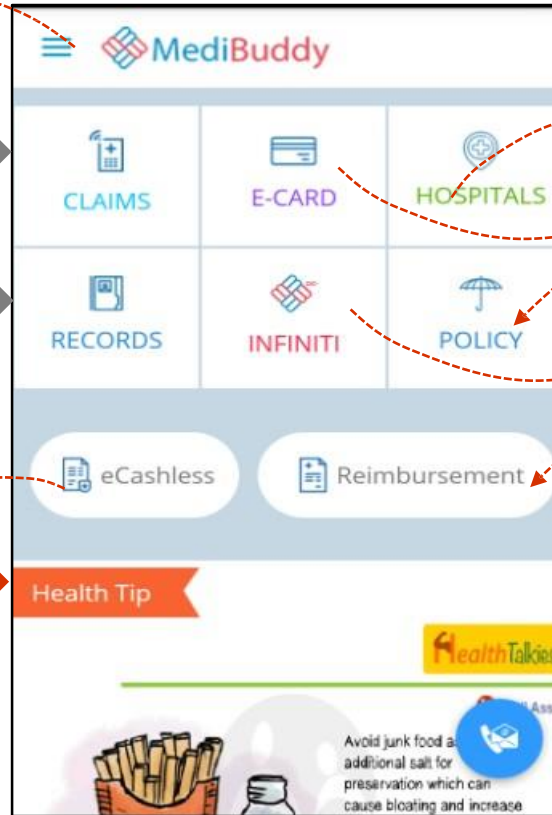 MediBuddy
CLAIMS
E-CARD
HOSPITALS
RECORDS
INFINITI
POLICY
eCashless
Reimbursement
Health Tip
HealthTalkies
Avoid junk food
additional salt for
preservation which can
cause bloating and increase